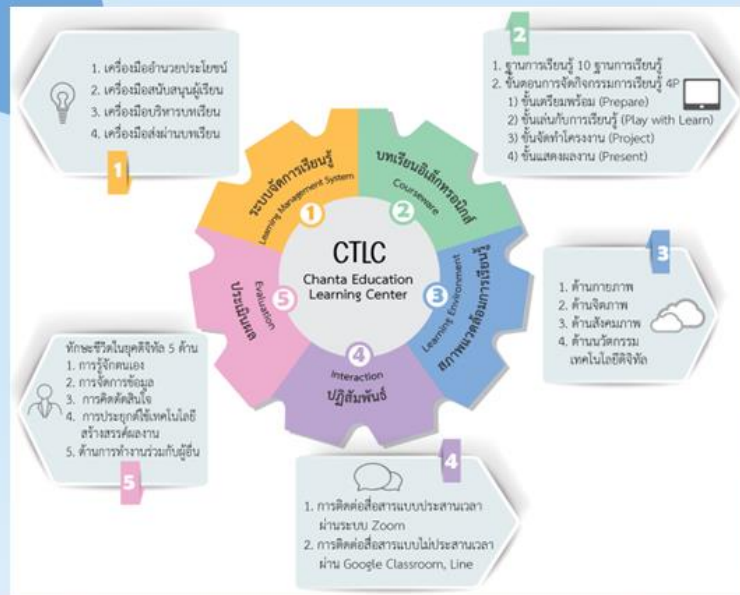 1. เครื่องมืออำนวยประโยชน์
2. เครื่องมือสนับสนุนผู้เรียน
3. เครื่องมือบริหารบทเรียน
4. เครื่องมือส่งผ่านบทเรียน
1
2
1. ฐานการเรียนรู้ 10 ฐานการเรียนรู้
2. ขั้นตอนการจัดกิจกรรมการเรียนรู้ 4P
1) ขั้นเตรียมพร้อม (Prepare)
2) ขั้นเล่นกับการเรียนรู้ (Play with Learn)
3) ขั้นจัดทำโครงงาน (Project)
4) ขั้นแสดงผลงาน (Present)
ระบบจัดการเรียนรู้
Learning Management System
1
บทเรียนอิเล็กทรอนิกส์
Courseware
2
CTLC
Chanta Education
Learning Center
3
Learning Environment
สภาพแวดล้อมการเรียนรู้
4
Interaction
ปฏิสัมพันธ์
5
Evaluation
ประเมินผล
3
1. ด้านกายภาพ
2. ด้านจิตภาพ
3. ด้านสังคมภาพ
4. ด้านนวัตกรรม
เทคโนโลยีดิจิทัล
ทักษะชีวิตในยุคดิจิทัล 5 ด้าน
1. การรู้จักตนเอง
2. การจัดการข้อมูล
3. การคิดตัดสินใจ
4. การประยุกต์ใช้เทคโนโลยี
สร้างสรรค์ผลงาน
5. ด้านการทำงานร่วมกับผู้อื่น
5
4
1. การติดต่อสื่อสารแบบประสานเวลา
ผ่านระบบ Zoom
2. การติดต่อสื่อสารแบบไม่ประสานเวลา
ผ่าน Google Classroom, Line